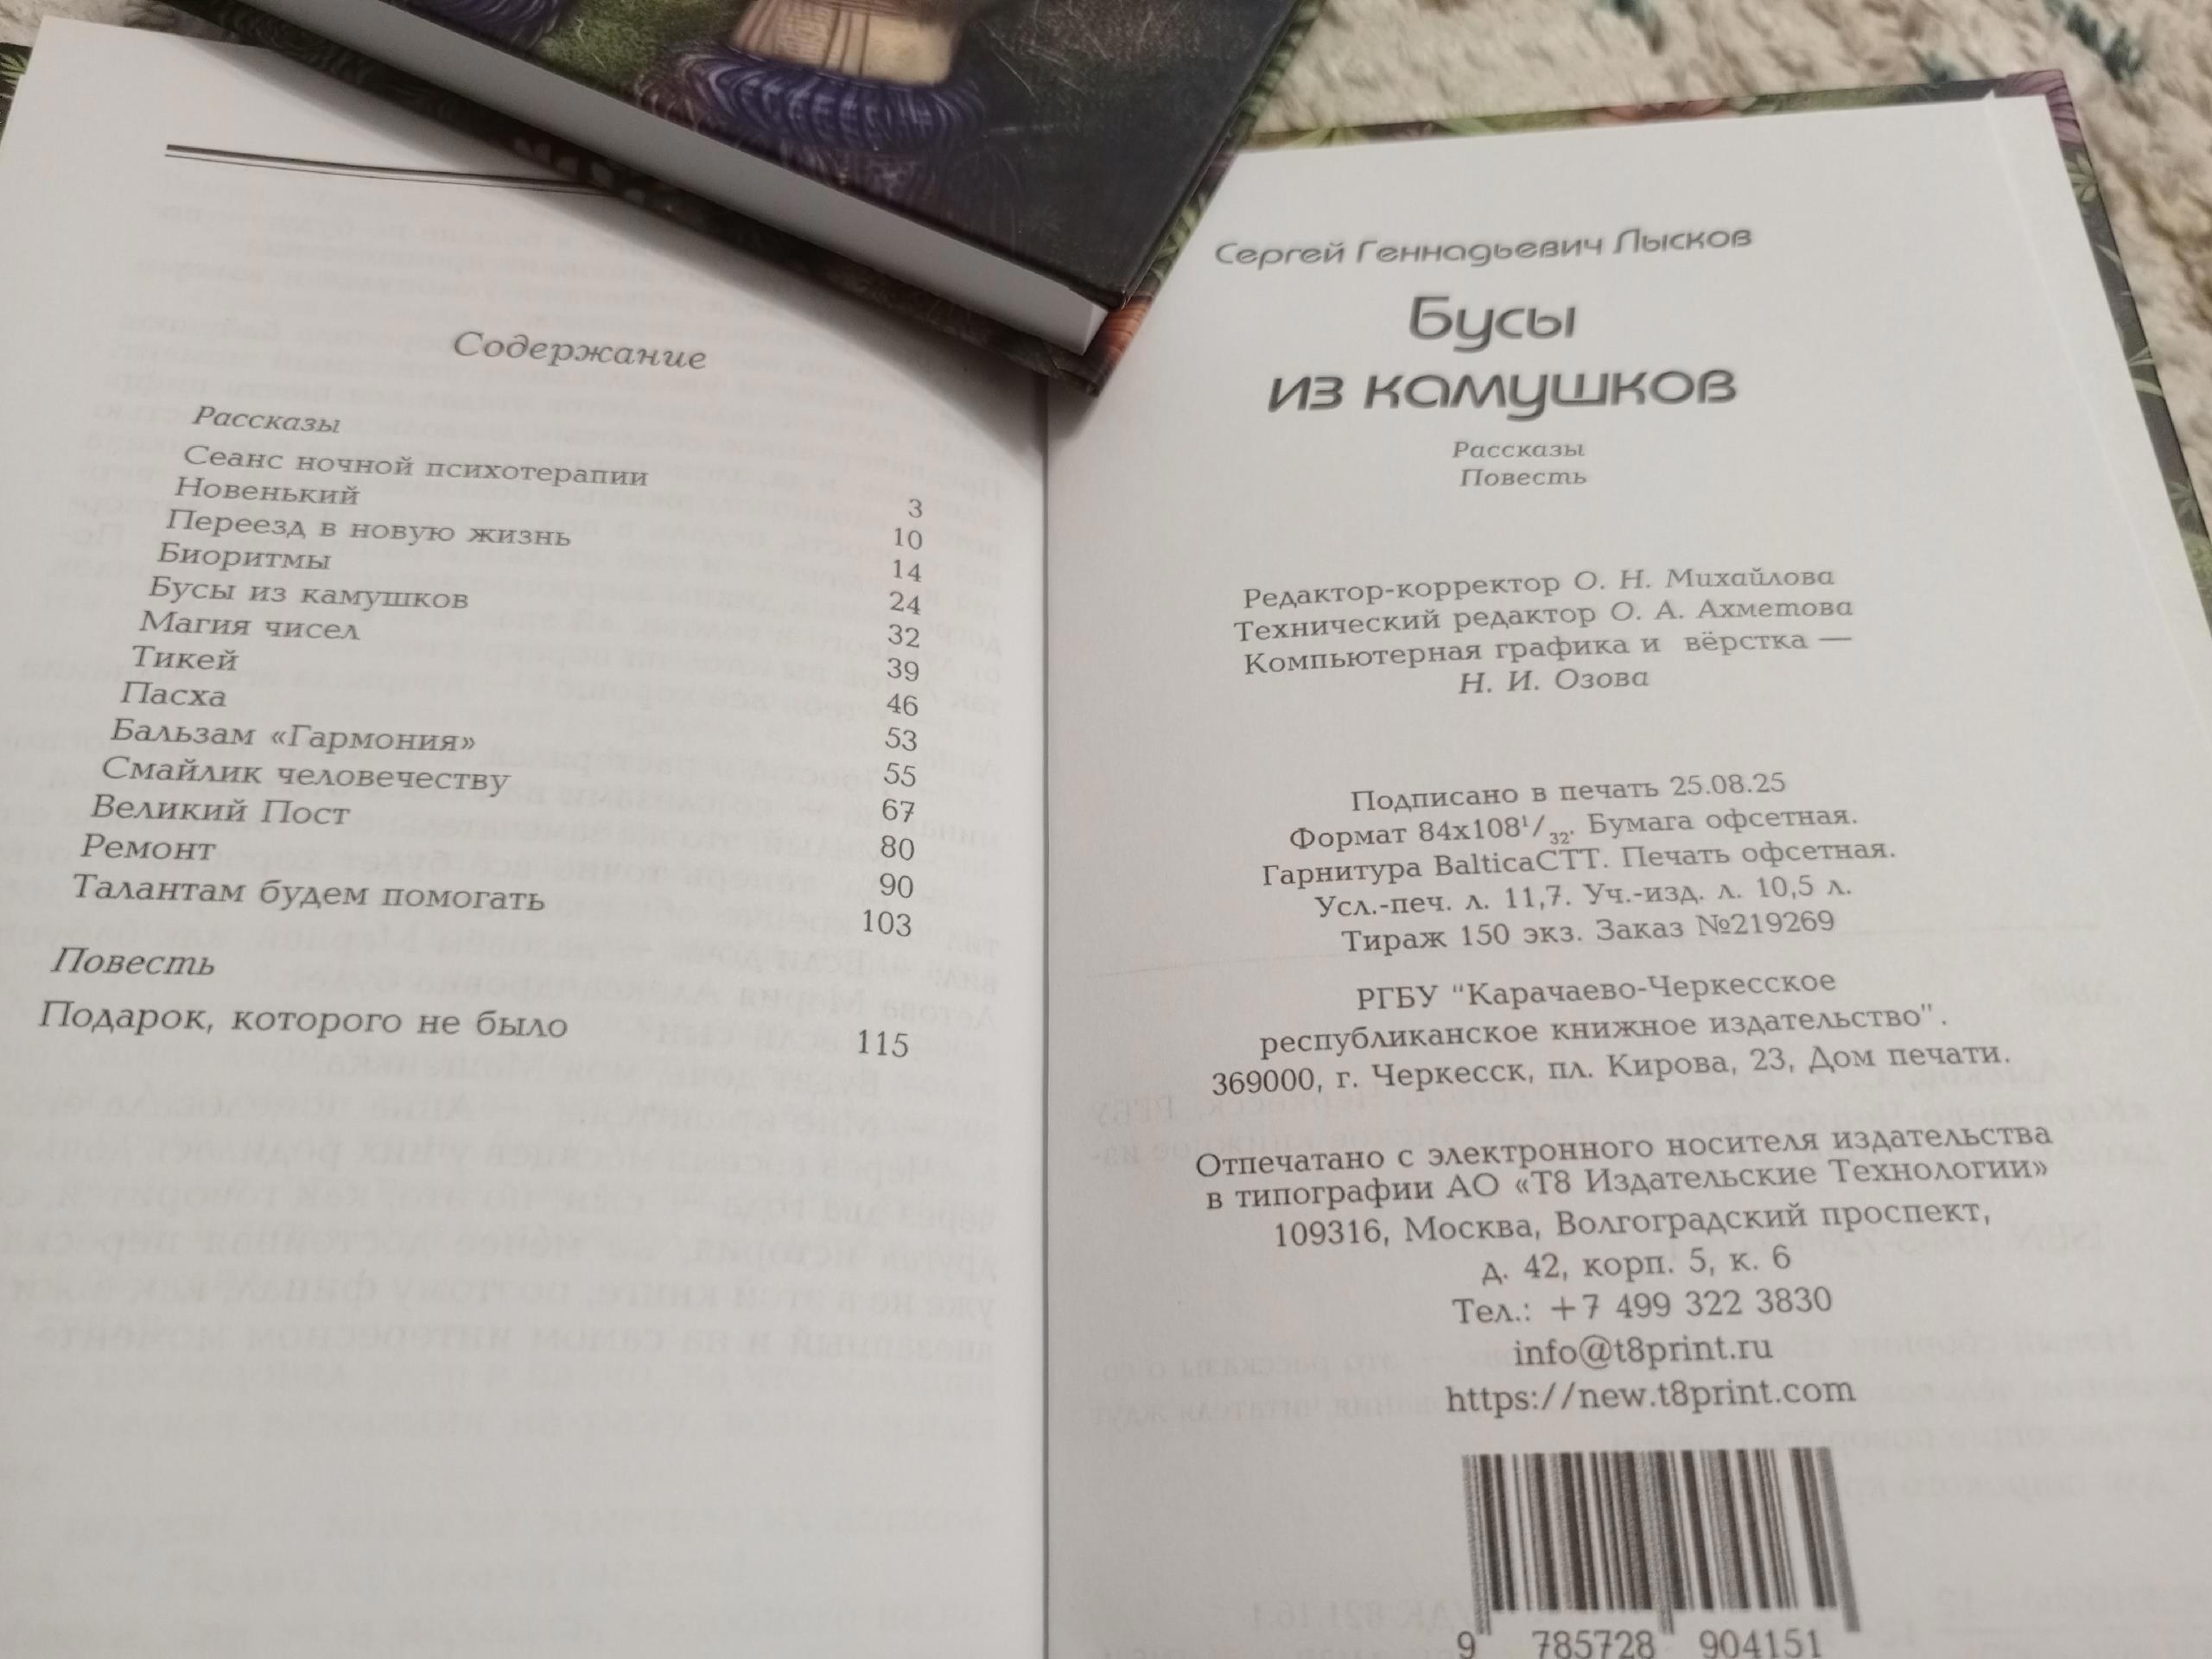 Содержание
Рассказы
Сеанс ночной психотерапии 3
Новенький 10
Переезд в новую жизнь 14
Биоритмы 24
Бусы из камушков 32
Магия чисел 39
Тикей 46
Пасха 53
Бальзам «Гармония» 55
Смайлик человечеству 67
Великий Пост 80
Ремонт 90
Талантам будем помогать 103
Повесть
Подарок, которого не было 115
Сергей Геннадьевич Лысков
Бусы
из камушков
Рассказы
Повесть
Редактор-корректор О. Н. Михайлова
Технический редактор О. А. Ахметова
Компьютерная графика и вёрстка —
Н. И. Озова
Подписано в печать 25.08.25
Формат 84х108¹/₃₂. Бумага офсетная.
Гарнитура BalticaCTT. Печать офсетная.
Усл.-печ. л. 11,7. Уч.-изд. л. 10,5 л.
Тираж 150 экз. Заказ №219269
РГБУ "Карачаево-Черкесское
республиканское книжное издательство".
369000, г. Черкесск, пл. Кирова, 23, Дом печати.
Отпечатано с электронного носителя издательства
в типографии АО «Т8 Издательские Технологии»
109316, Москва, Волгоградский проспект,
д. 42, корп. 5, к. 6
Тел.: +7 499 322 3830
info@t8print.ru
https://new.t8print.com
9 785728 904151